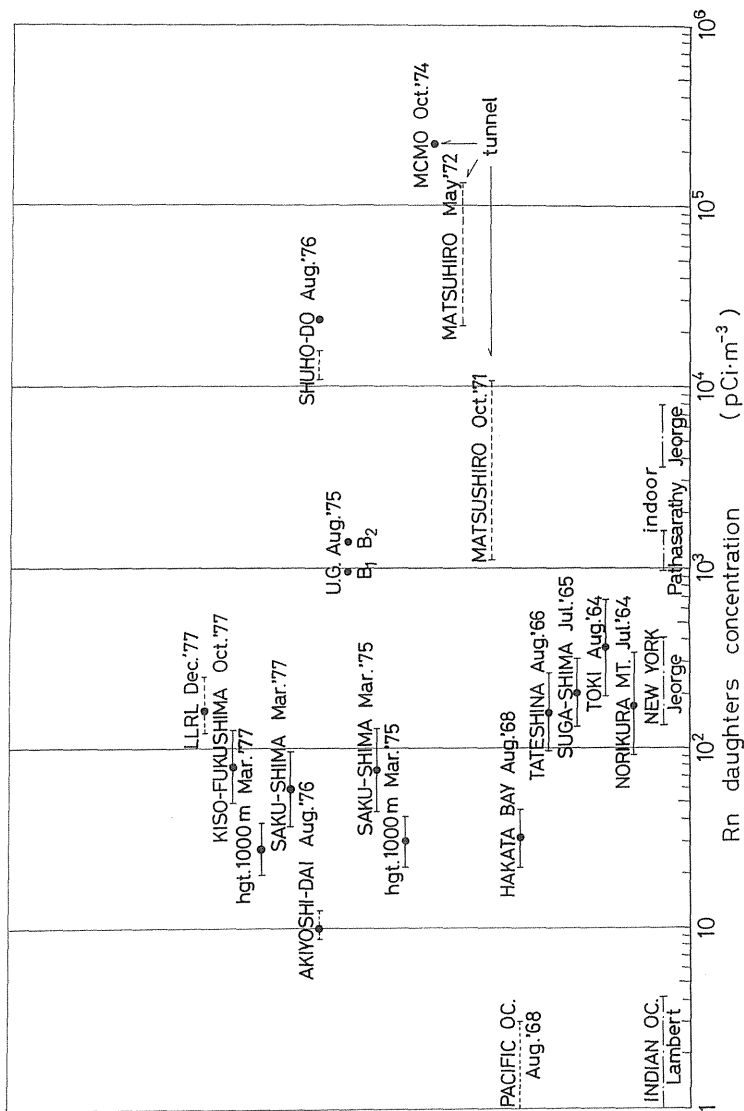 LLRL Dec.'77
KISO-FUKUSHIMA Oct.'77
hgt.1000m Mar.'77
SAKU-SHIMA Mar.'77
AKIYOSHI-DAI Aug.'76
SHUHO-DO Aug.'76
U.G. Aug.'75
B1 B2
SAKU-SHIMA Mar.'75
hgt.1000m Mar.'75
MCMO Oct.'74
MATSUHIRO May'72
tunnel
MATSUSHIRO Oct.'71
PACIFIC OC.
Aug.'68
HAKATA BAY Aug.'68
TATESHINA Aug.'66
SUGA-SHIMA Jul.'65
TOKI Aug.'64
NORIKURA MT. Jul.'64
INDIAN OC.
Lambert
NEW YORK
Jeorge
indoor
Pathasarathy, Jeorge
1 10 10² 10³ 10⁴ 10⁵ 10⁶
Rn daughters concentration (pCi·m⁻³)